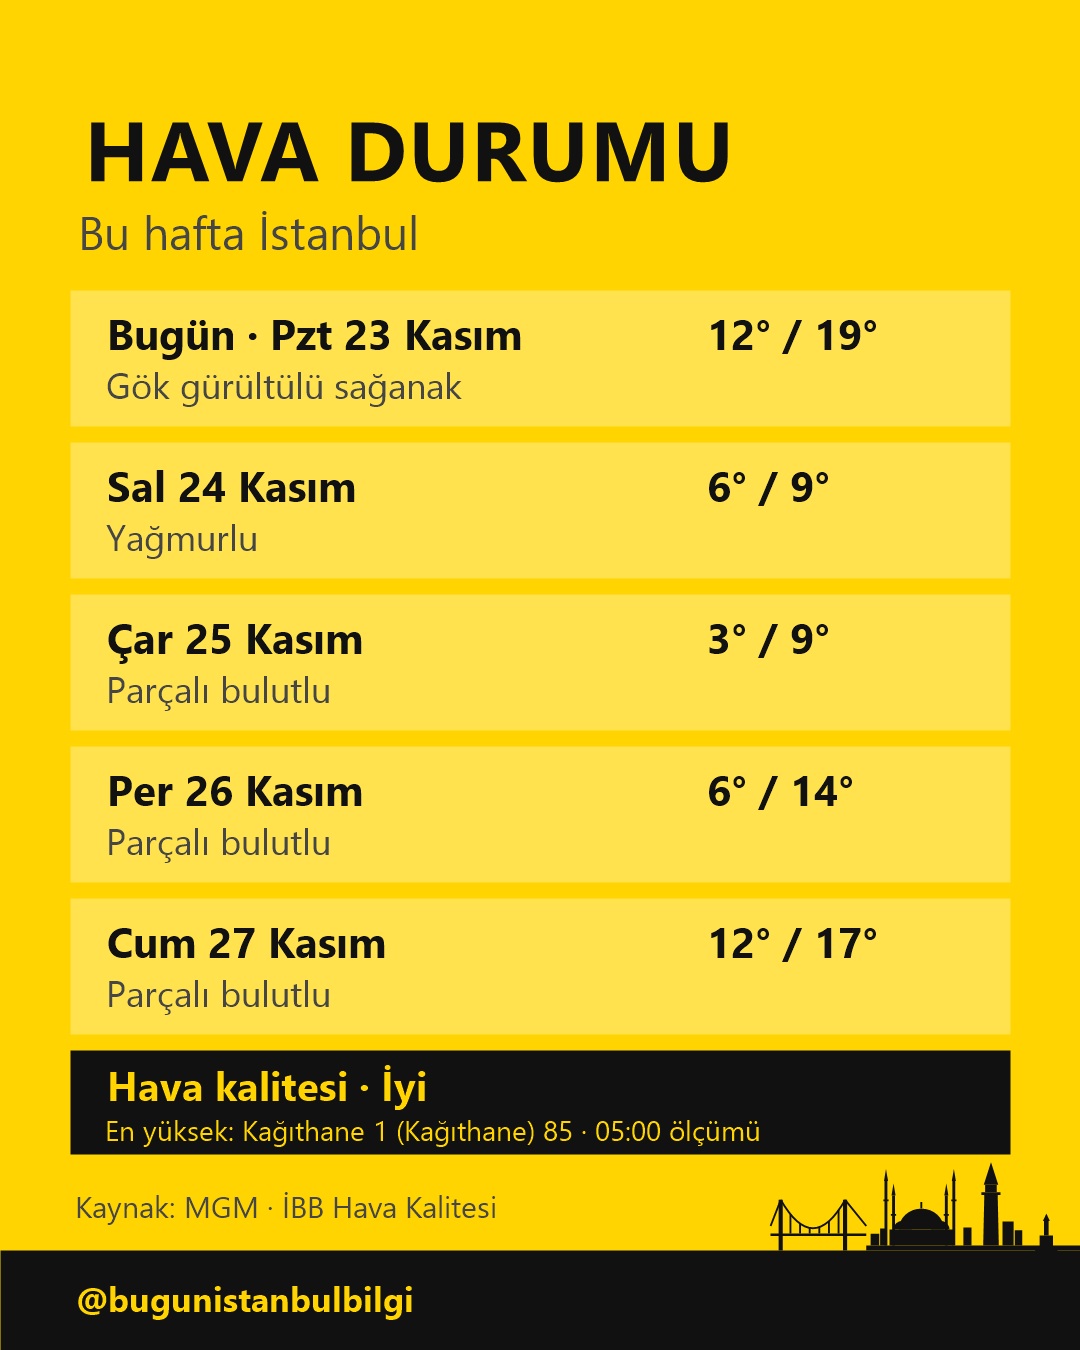 HAVA DURUMU
Bu hafta İstanbul
Bugün · Pzt 23 Kasım 12° / 19°
Gök gürültülü sağanak
Sal 24 Kasım 6° / 9°
Yağmurlu
Çar 25 Kasım 3° / 9°
Parçalı bulutlu
Per 26 Kasım 6° / 14°
Parçalı bulutlu
Cum 27 Kasım 12° / 17°
Parçalı bulutlu
Hava kalitesi · İyi
En yüksek: Kağıthane 1 (Kağıthane) 85 · 05:00 ölçümü
Kaynak: MGM · İBB Hava Kalitesi
@bugunistanbulbilgi